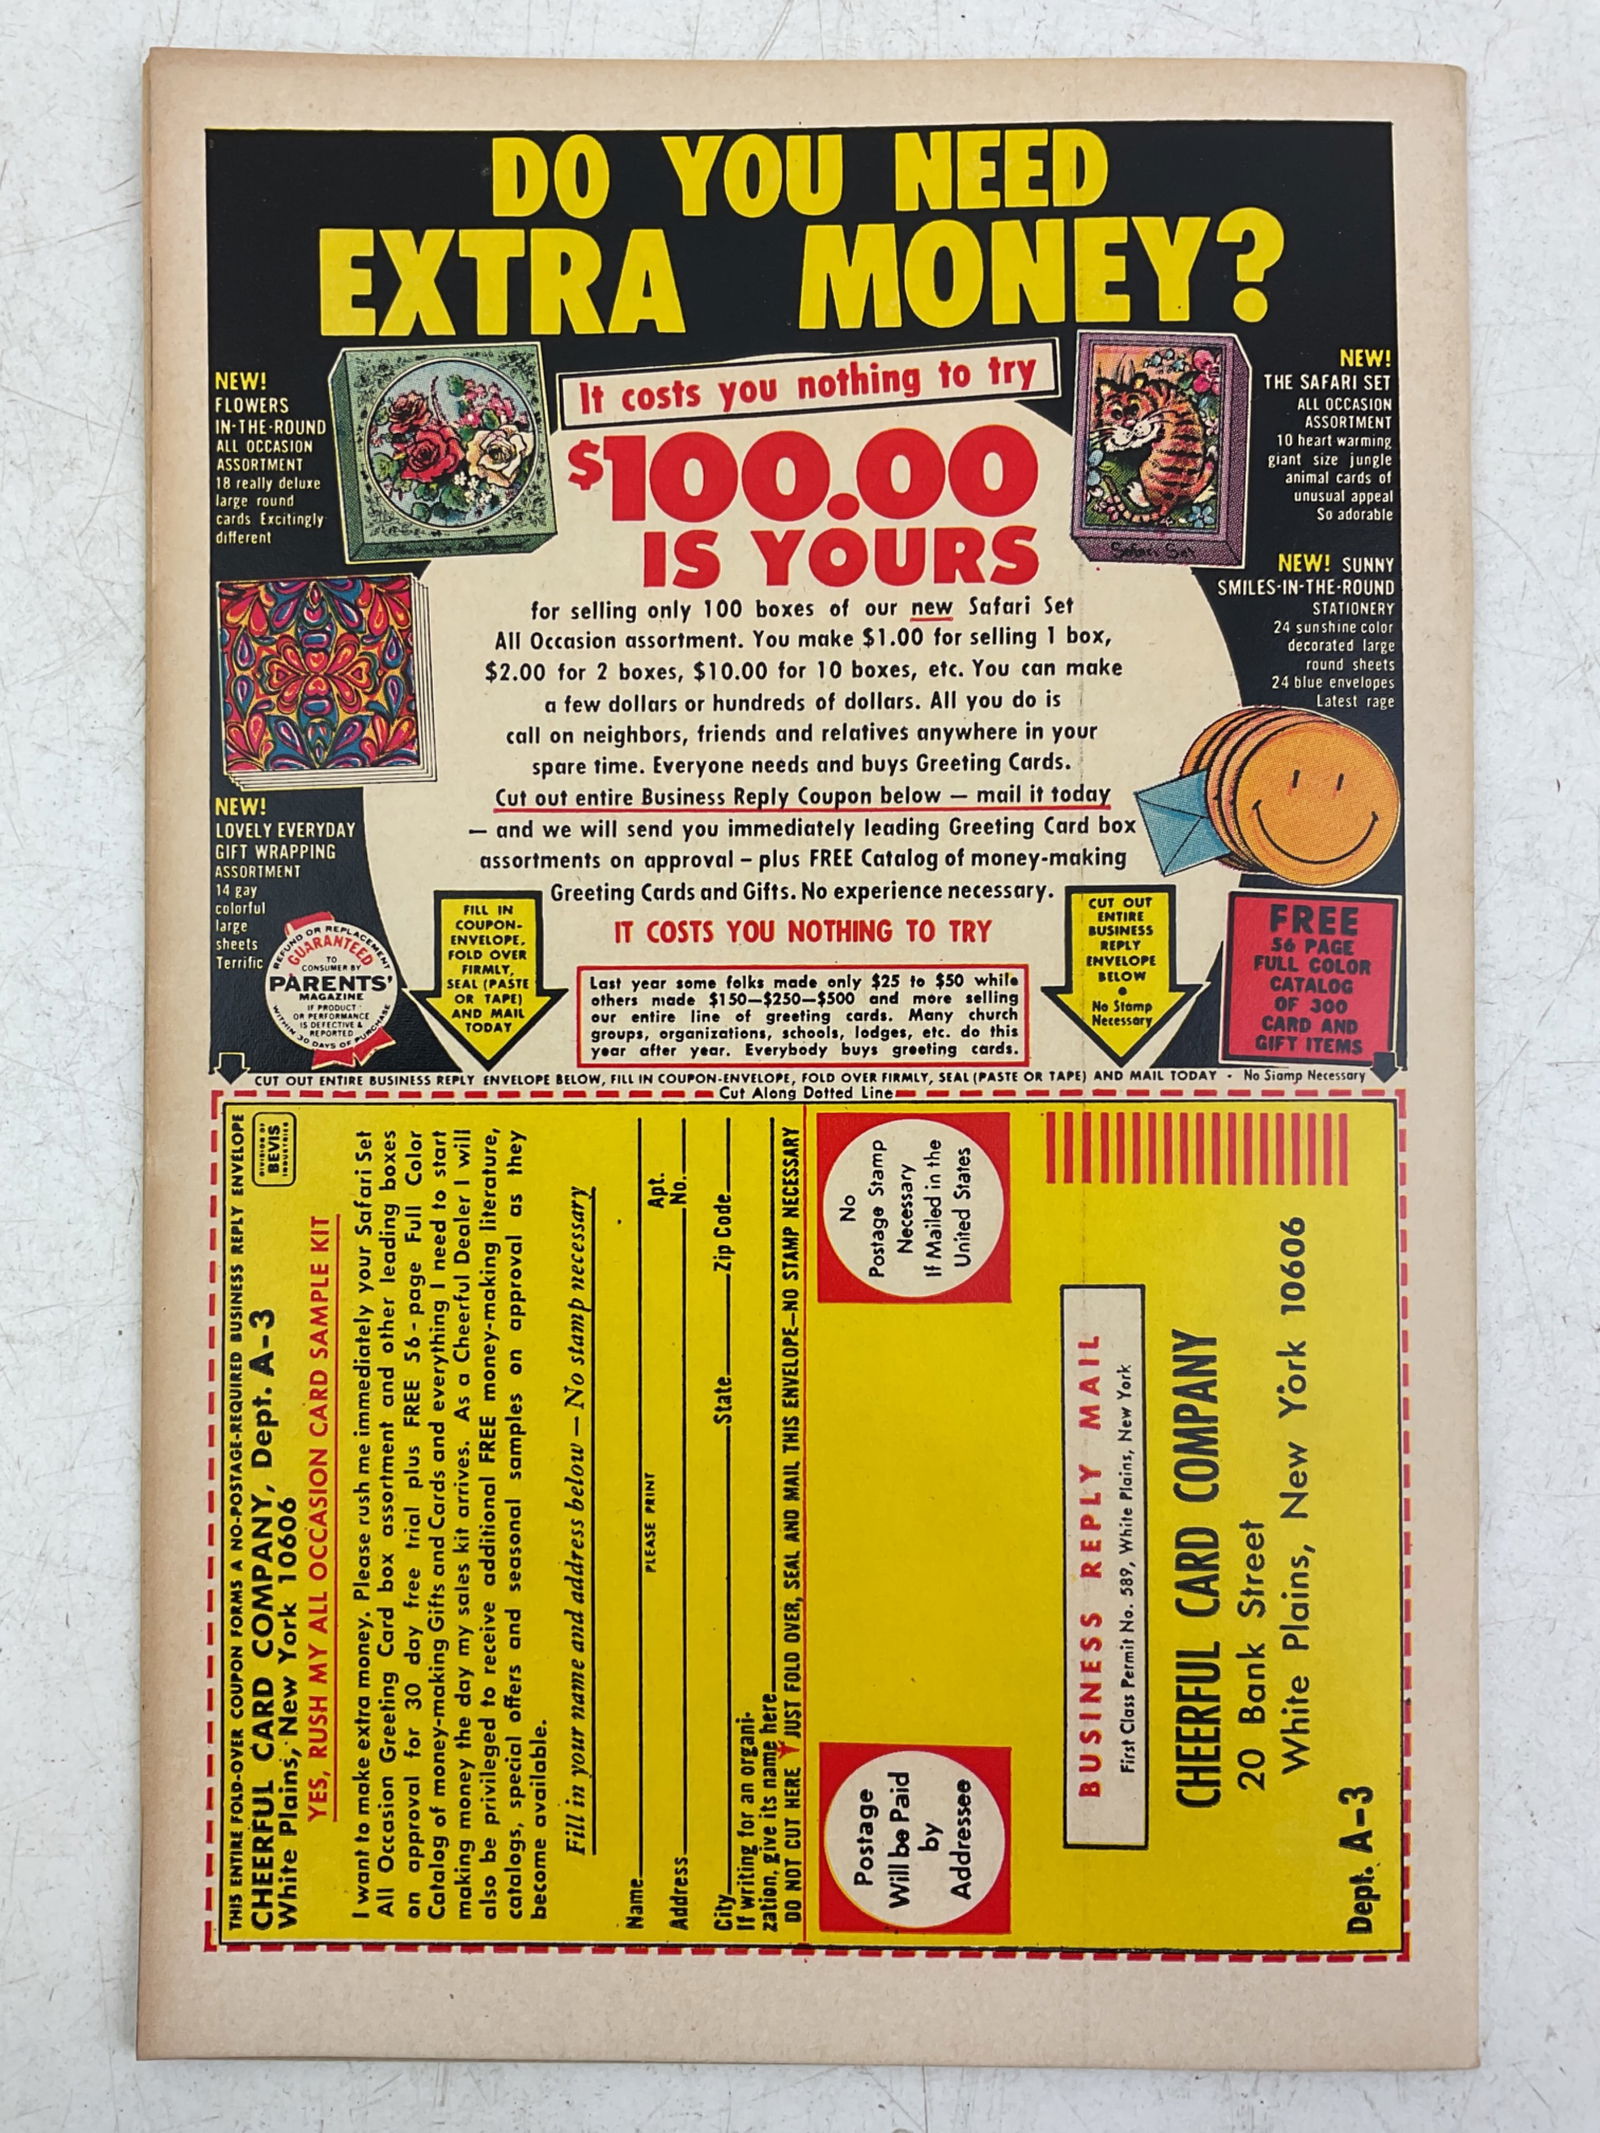 DO YOU NEED
EXTRA MONEY?
It costs you nothing to try
$100.00
IS YOURS
NEW!
FLOWERS
IN-THE-ROUND
ALL OCCASION
ASSORTMENT
18 really deluxe
large round
cards Excitingly
different
NEW!
THE SAFARI SET
ALL OCCASION
ASSORTMENT
10 heart warming
giant size jungle
animal cards of
unusual appeal
So adorable
Safari Set
NEW! SUNNY
SMILES-IN-THE-ROUND
STATIONERY
24 sunshine color
decorated large
round sheets
24 blue envelopes
Latest rage
for selling only 100 boxes of our new Safari Set
All Occasion assortment. You make $1.00 for selling 1 box,
$2.00 for 2 boxes, $10.00 for 10 boxes, etc. You can make
a few dollars or hundreds of dollars. All you do is
call on neighbors, friends and relatives anywhere in your
spare time. Everyone needs and buys Greeting Cards.
Cut out entire Business Reply Coupon below — mail it today
— and we will send you immediately leading Greeting Card box
assortments on approval – plus FREE Catalog of money-making
Greeting Cards and Gifts. No experience necessary.
IT COSTS YOU NOTHING TO TRY
NEW!
LOVELY EVERYDAY
GIFT WRAPPING
ASSORTMENT
14 gay
colorful
large
sheets
Terrific
REFUND OR REPLACEMENT
GUARANTEED
TO
CONSUMER BY
PARENTS'
MAGAZINE
IF PRODUCT
OR PERFORMANCE
IS DEFECTIVE &
REPORTED
WITHIN 30 DAYS OF PURCHASE
FILL IN
COUPON-
ENVELOPE,
FOLD OVER
FIRMLY,
SEAL (PASTE
OR TAPE)
AND MAIL
TODAY
Last year some folks made only $25 to $50 while
others made $150—$250—$500 and more selling
our entire line of greeting cards. Many church
groups, organizations, schools, lodges, etc. do this
year after year. Everybody buys greeting cards.
CUT OUT
ENTIRE
BUSINESS
REPLY
ENVELOPE
BELOW
•
No Stamp
Necessary
FREE
56 PAGE
FULL COLOR
CATALOG
OF 300
CARD AND
GIFT ITEMS
CUT OUT ENTIRE BUSINESS REPLY ENVELOPE BELOW, FILL IN COUPON-ENVELOPE, FOLD OVER FIRMLY, SEAL (PASTE OR TAPE) AND MAIL TODAY • No Stamp Necessary
Cut Along Dotted Line
THIS ENTIRE FOLD-OVER COUPON FORMS A NO-POSTAGE-REQUIRED BUSINESS REPLY ENVELOPE
CHEERFUL CARD COMPANY, Dept. A-3
White Plains, New York 10606
DIVISION OF
BEVIS
INDUSTRIES
YES, RUSH MY ALL OCCASION CARD SAMPLE KIT
I want to make extra money. Please rush me immediately your Safari Set
All Occasion Greeting Card box assortment and other leading boxes
on approval for 30 day free trial plus FREE 56-page Full Color
Catalog of money-making Gifts and Cards and everything I need to start
making money the day my sales kit arrives. As a Cheerful Dealer I will
also be privileged to receive additional FREE money-making literature,
catalogs, special offers and seasonal samples on approval as they
become available.
Fill in your name and address below — No stamp necessary
Name
PLEASE PRINT
Address Apt. No.
City State Zip Code
If writing for an organi-
zation, give its name here
DO NOT CUT HERE JUST FOLD OVER, SEAL AND MAIL THIS ENVELOPE—NO STAMP NECESSARY
Postage
Will be Paid
by
Addressee
No
Postage Stamp
Necessary
If Mailed in the
United States
BUSINESS REPLY MAIL
First Class Permit No. 589, White Plains, New York
CHEERFUL CARD COMPANY
20 Bank Street
White Plains, New York 10606
Dept. A-3